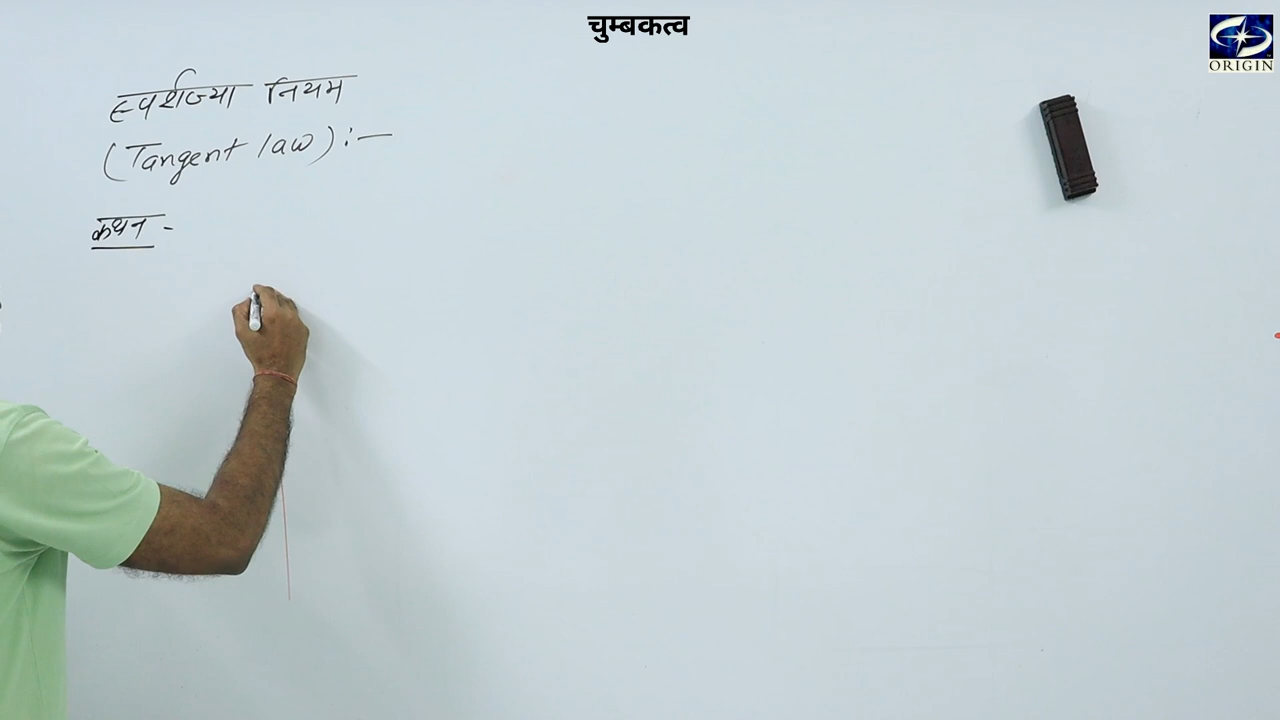 चुम्बकत्व
ORIGIN
स्पर्शज्या नियम
(Tangent law) :-
कथन -